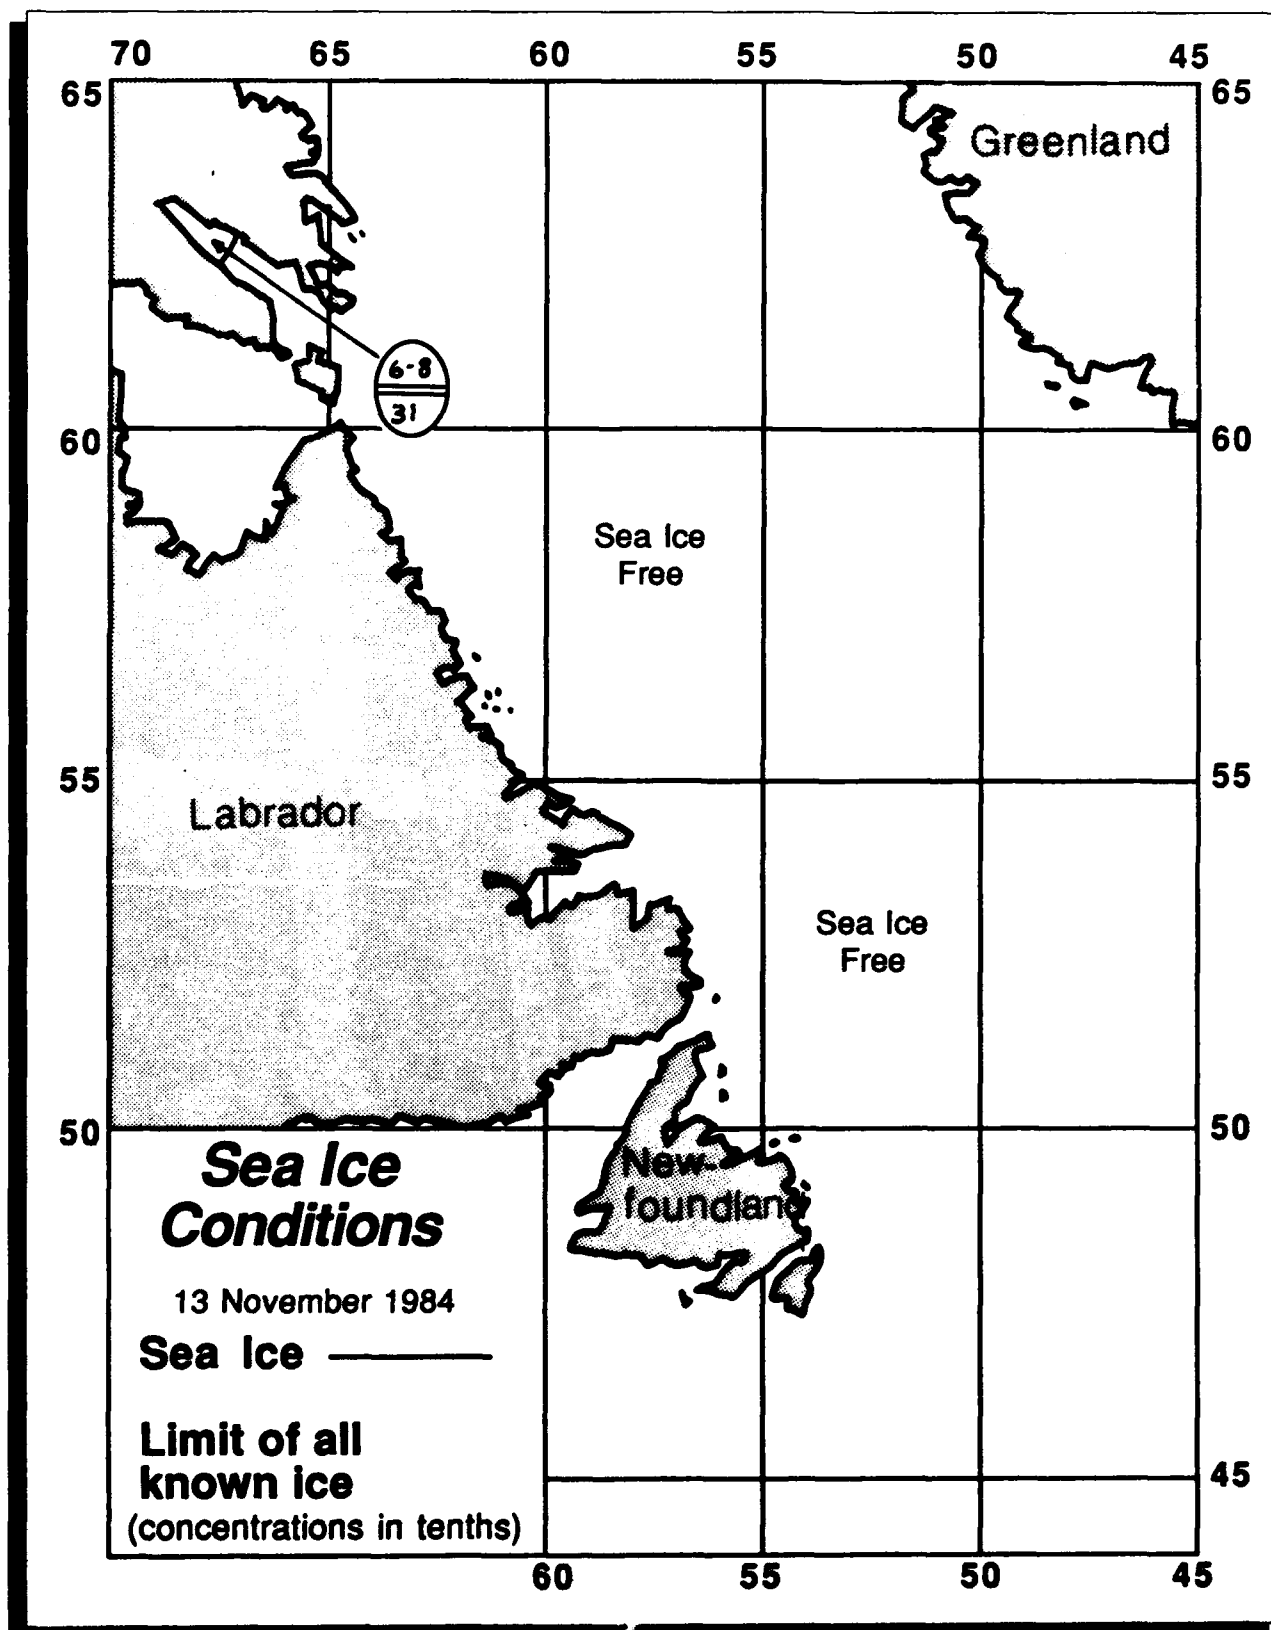 70 65 60 55 50 45
65 65
Greenland
6-8
31
60 60
Sea Ice
Free
55 55
Labrador
Sea Ice
Free
50 50
Sea Ice
Conditions
New-
foundland
13 November 1984
Sea Ice
Limit of all
known ice
(concentrations in tenths)
45
60 55 50 45